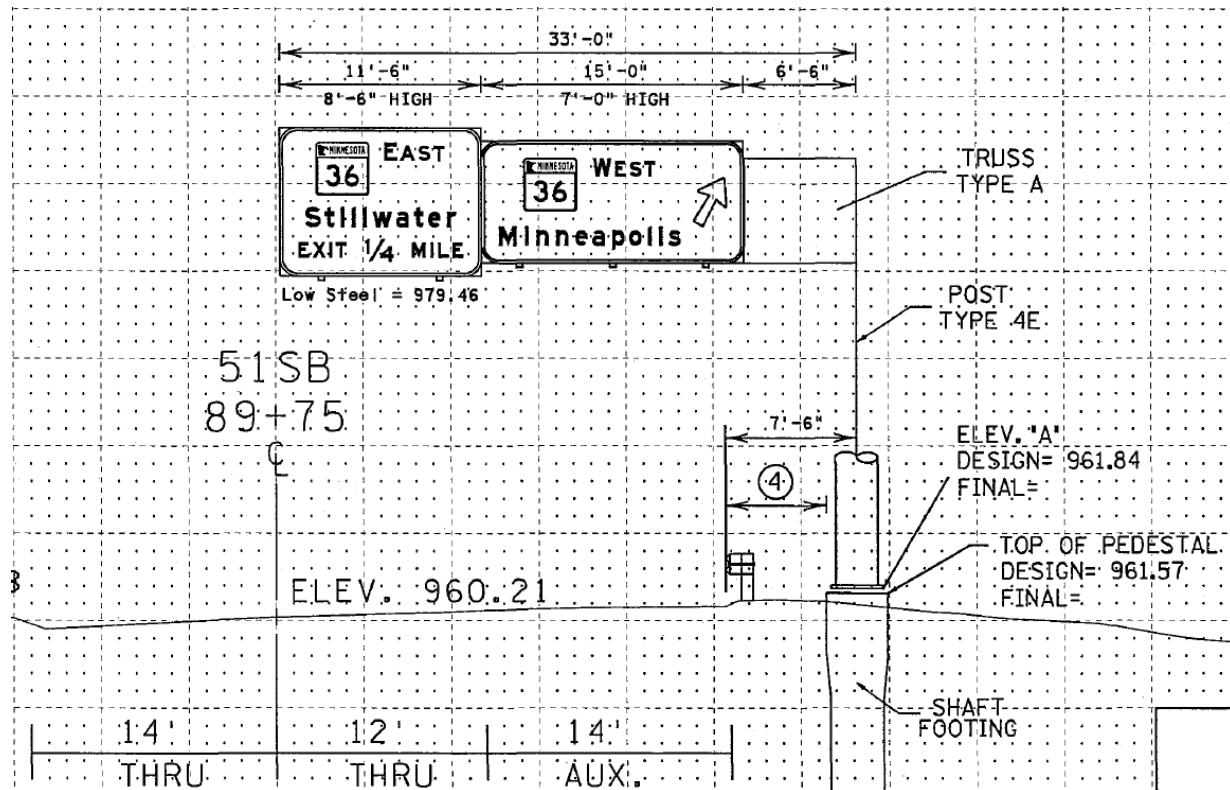 33'-0"
11'-6"
15'-0"
6'-6"
8'-6" HIGH
7'-0" HIGH
MINNESOTA
36
EAST
Stillwater
EXIT 1/4 MILE
MINNESOTA
36
WEST
Minneapolis
TRUSS
TYPE A
Low Steel = 979.46
POST
TYPE 4E
51SB
89+75
℄
7'-6"
4
ELEV. "A"
DESIGN= 961.84
FINAL=
TOP OF PEDESTAL
DESIGN= 961.57
FINAL=
ELEV. 960.21
SHAFT
FOOTING
14'
THRU
12'
THRU
14'
AUX.